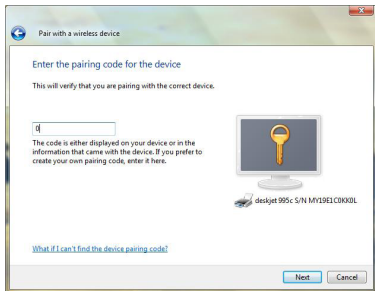 Pair with a wireless device
Enter the pairing code for the device
This will verify that you are pairing with the correct device.
0
The code is either displayed on your device or in the
information that came with the device. If you prefer to
create your own pairing code, enter it here.
deskjet 995c S/N MY19E1C0KK0L
What if I can't find the device pairing code?
Next
Cancel